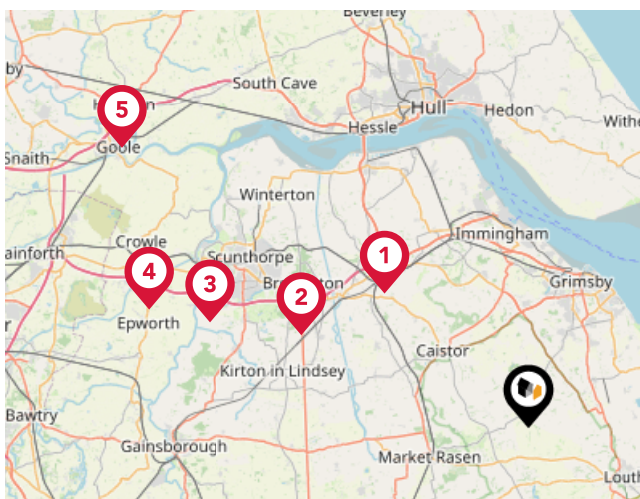 Beverley
by
South Cave
5
Hull
Hedon
Withe
Hessle
Goole
Snaith
Winterton
Immingham
ainforth
Crowle
Scunthorpe
1
4
3
2
Grimsby
Epworth
Caistor
Kirton in Lindsey
Bawtry
Gainsborough
Market Rasen
Louth